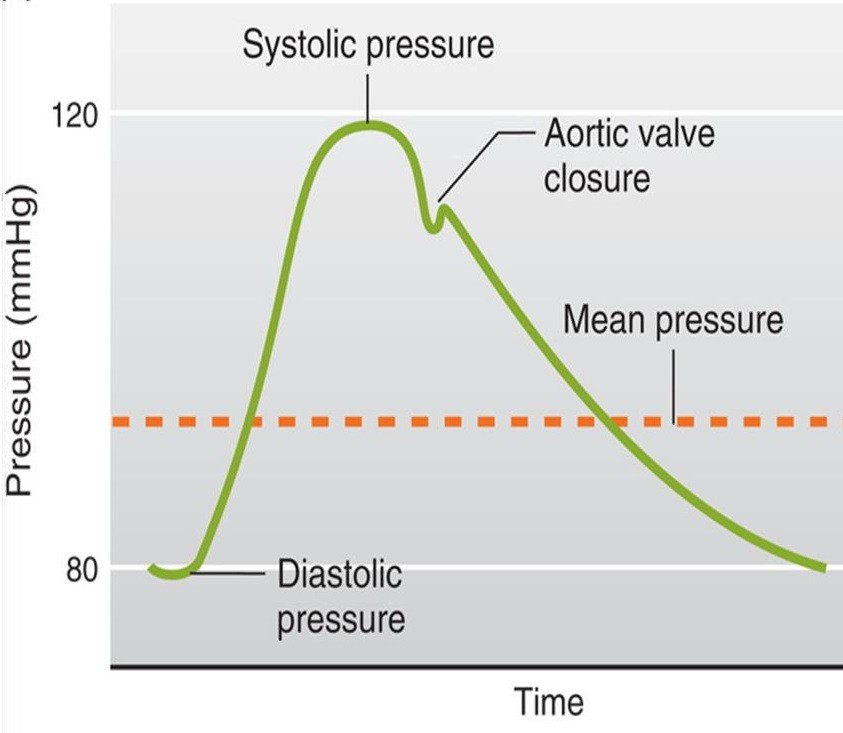 Systolic pressure
120
Aortic valve
closure
Pressure (mmHg)
Mean pressure
80
Diastolic
pressure
Time